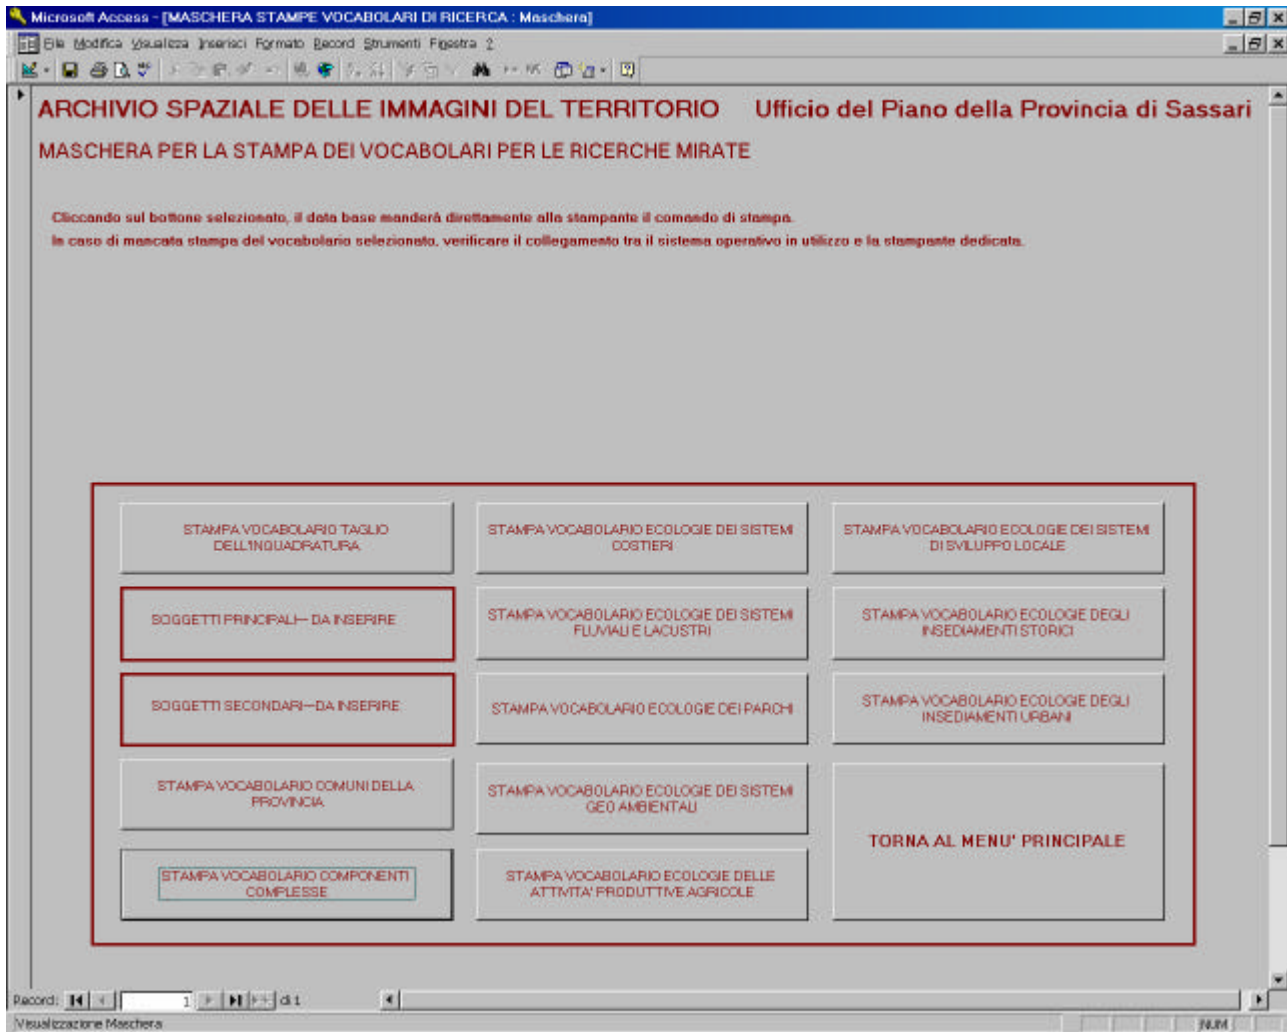 Microsoft Access - [MASCHERA STAMPE VOCABOLARI DI RICERCA : Maschera]
File Modifica Visualizza Inserisci Formato Record Strumenti Finestra ?
ARCHIVIO SPAZIALE DELLE IMMAGINI DEL TERRITORIO Ufficio del Piano della Provincia di Sassari
MASCHERA PER LA STAMPA DEI VOCABOLARI PER LE RICERCHE MIRATE
Cliccando sul bottone selezionato, il data base manderá direttamente alla stampante il comando di stampa.
In caso di mancata stampa del vocabolario selezionato, verificare il collegamento tra il sistema operativo in utilizzo e la stampante dedicata.
STAMPA VOCABOLARIO TAGLIO
DELL'INQUADRATURA
STAMPA VOCABOLARIO ECOLOGIE DEI SISTEMI
COSTIERI
STAMPA VOCABOLARIO ECOLOGIE DEI SISTEMI
DI SVILUPPO LOCALE
SOGGETTI PRINCIPALI--DA INSERIRE
STAMPA VOCABOLARIO ECOLOGIE DEI SISTEMI
FLUVIALI E LACUSTRI
STAMPA VOCABOLARIO ECOLOGIE DEGLI
INSEDIAMENTI STORICI
SOGGETTI SECONDARI--DA INSERIRE
STAMPA VOCABOLARIO ECOLOGIE DEI PARCHI
STAMPA VOCABOLARIO ECOLOGIE DEGLI
INSEDIAMENTI URBANI
STAMPA VOCABOLARIO COMUNI DELLA
PROVINCIA
STAMPA VOCABOLARIO ECOLOGIE DEI SISTEMI
GEO AMBIENTALI
TORNA AL MENU' PRINCIPALE
STAMPA VOCABOLARIO COMPONENTI
COMPLESSE
STAMPA VOCABOLARIO ECOLOGIE DELLE
ATTIVITA' PRODUTTIVE AGRICOLE
Record: 1 di 1
Visualizzazione Maschera NUM